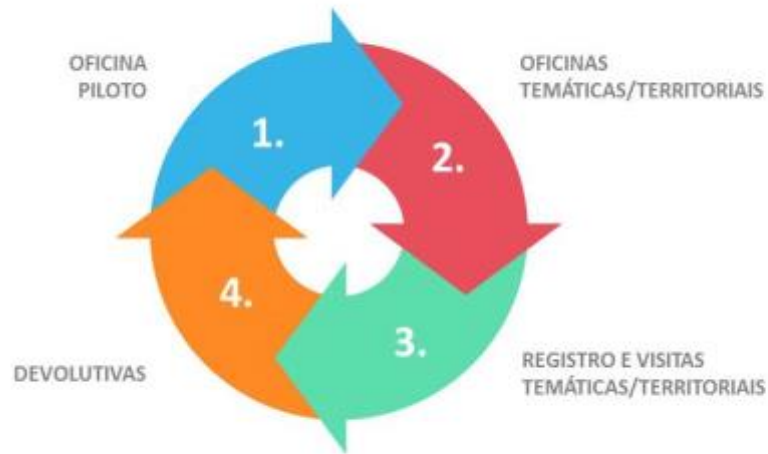 OFICINA
PILOTO
1.
OFICINAS
TEMÁTICAS/TERRITORIAIS
2.
3.
REGISTRO E VISITAS
TEMÁTICAS/TERRITORIAIS
4.
DEVOLUTIVAS